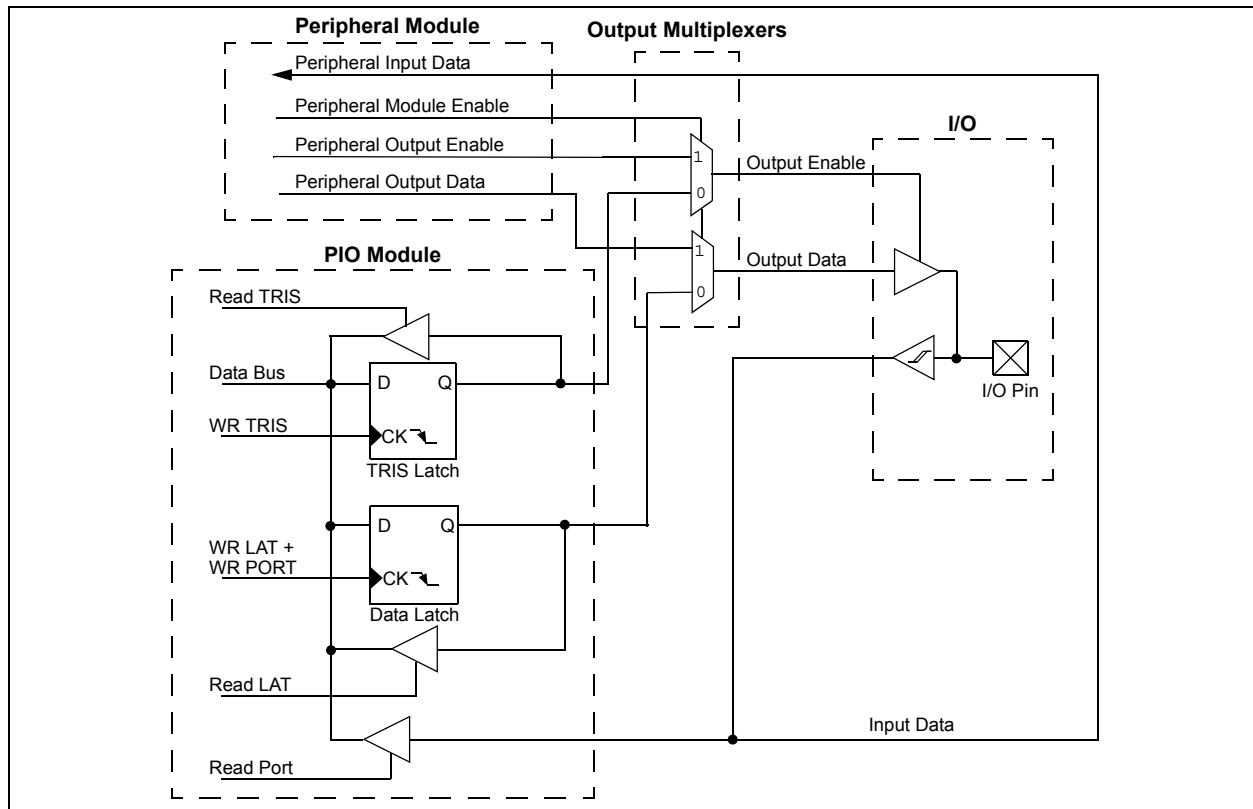 Peripheral Module
Output Multiplexers
Peripheral Input Data
Peripheral Module Enable
I/O
Peripheral Output Enable
1
Output Enable
Peripheral Output Data
0
PIO Module
1
Output Data
0
Read TRIS
Data Bus
D
Q
I/O Pin
WR TRIS
CK
TRIS Latch
D
Q
WR LAT +
WR PORT
CK
Data Latch
Read LAT
Input Data
Read Port